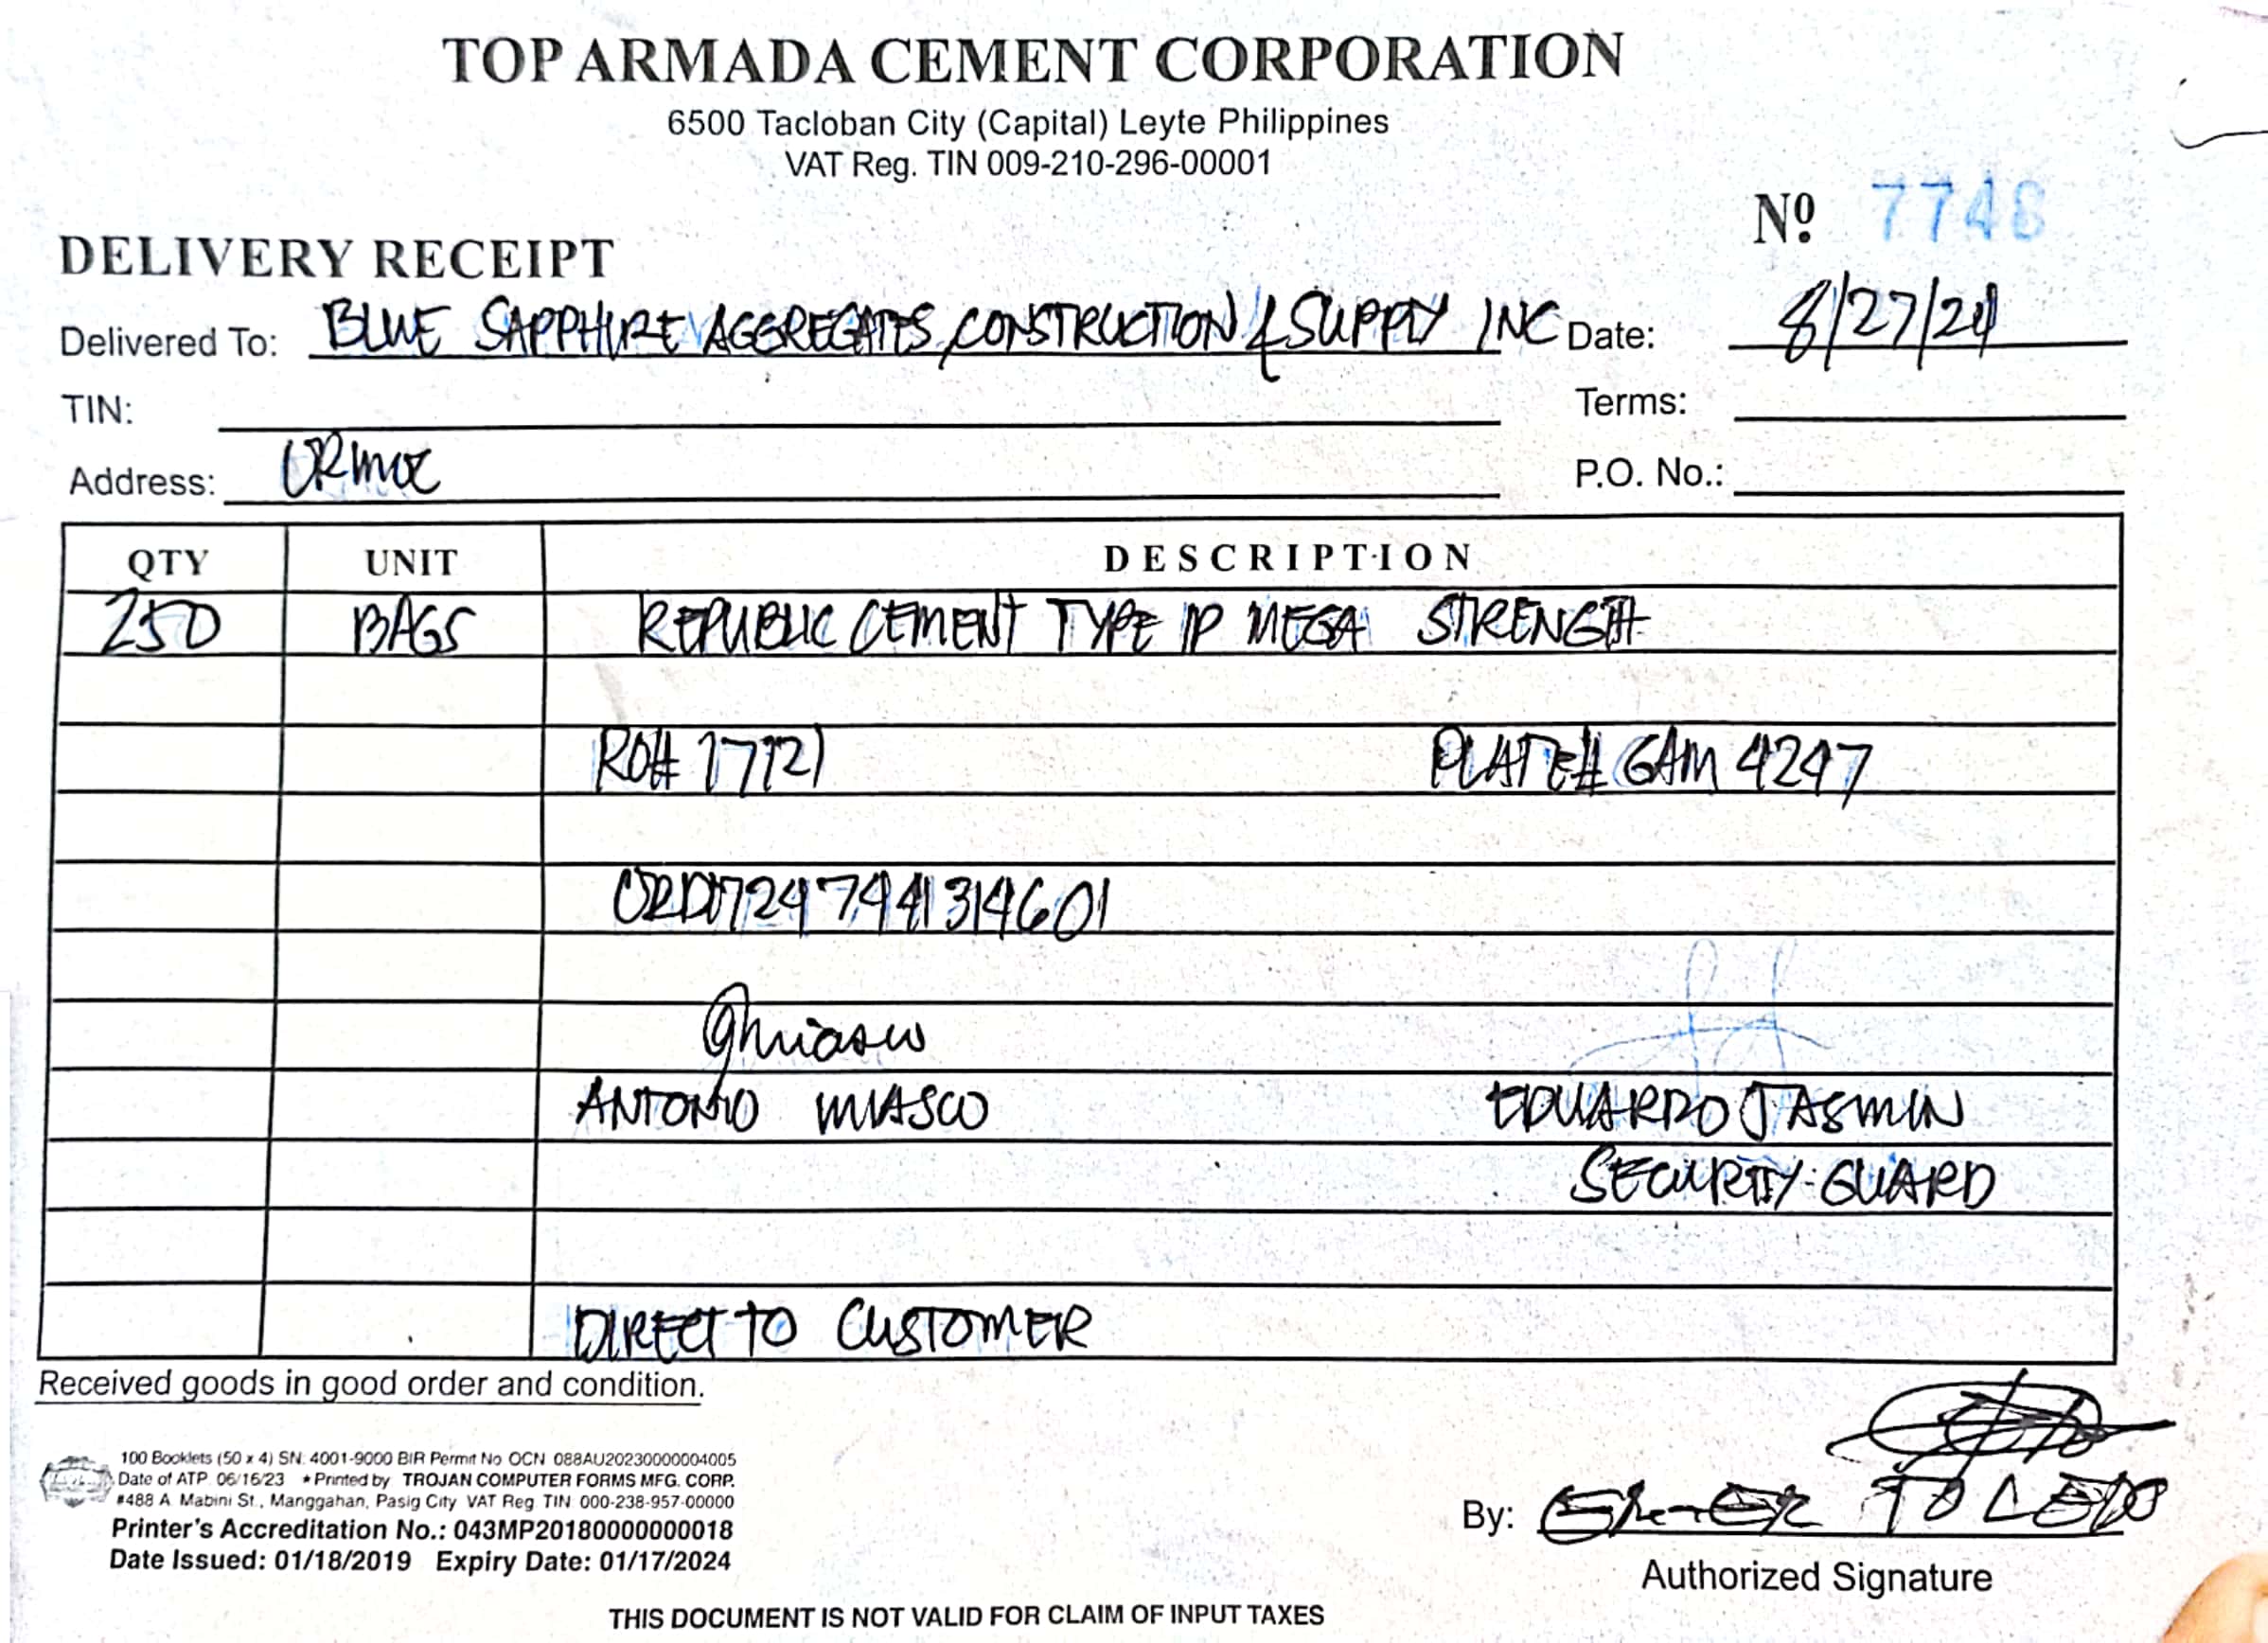 TOP ARMADA CEMENT CORPORATION
6500 Tacloban City (Capital) Leyte Philippines
VAT Reg. TIN 009-210-296-00001
Nº 7748
DELIVERY RECEIPT
Delivered To: BLUE SAPPHIRE AGGREGATES, CONSTRUCTION & SUPPLY INC Date: 8/27/24
TIN: Terms:
Address: ORMOC P.O. No.:
QTY UNIT DESCRIPTION
250 BAGS REPUBLIC CEMENT TYPE 1P MEGA STRENGTH
RO# 17721 PLATE# GAM 4247
ORD1724744314601
ANTONIO MIASCO EDUARDO JASMIN
SECURITY-GUARD
DIRECT TO CUSTOMER
Received goods in good order and condition.
100 Booklets (50 x 4) SN: 4001-9000 BIR Permit No OCN 088AU20230000004005
Date of ATP 06/16/23 * Printed by TROJAN COMPUTER FORMS MFG. CORP.
#488 A. Mabini St., Manggahan, Pasig City VAT Reg TIN 000-238-957-00000
Printer's Accreditation No.: 043MP20180000000018
Date Issued: 01/18/2019 Expiry Date: 01/17/2024
By: TOLEDO
Authorized Signature
THIS DOCUMENT IS NOT VALID FOR CLAIM OF INPUT TAXES